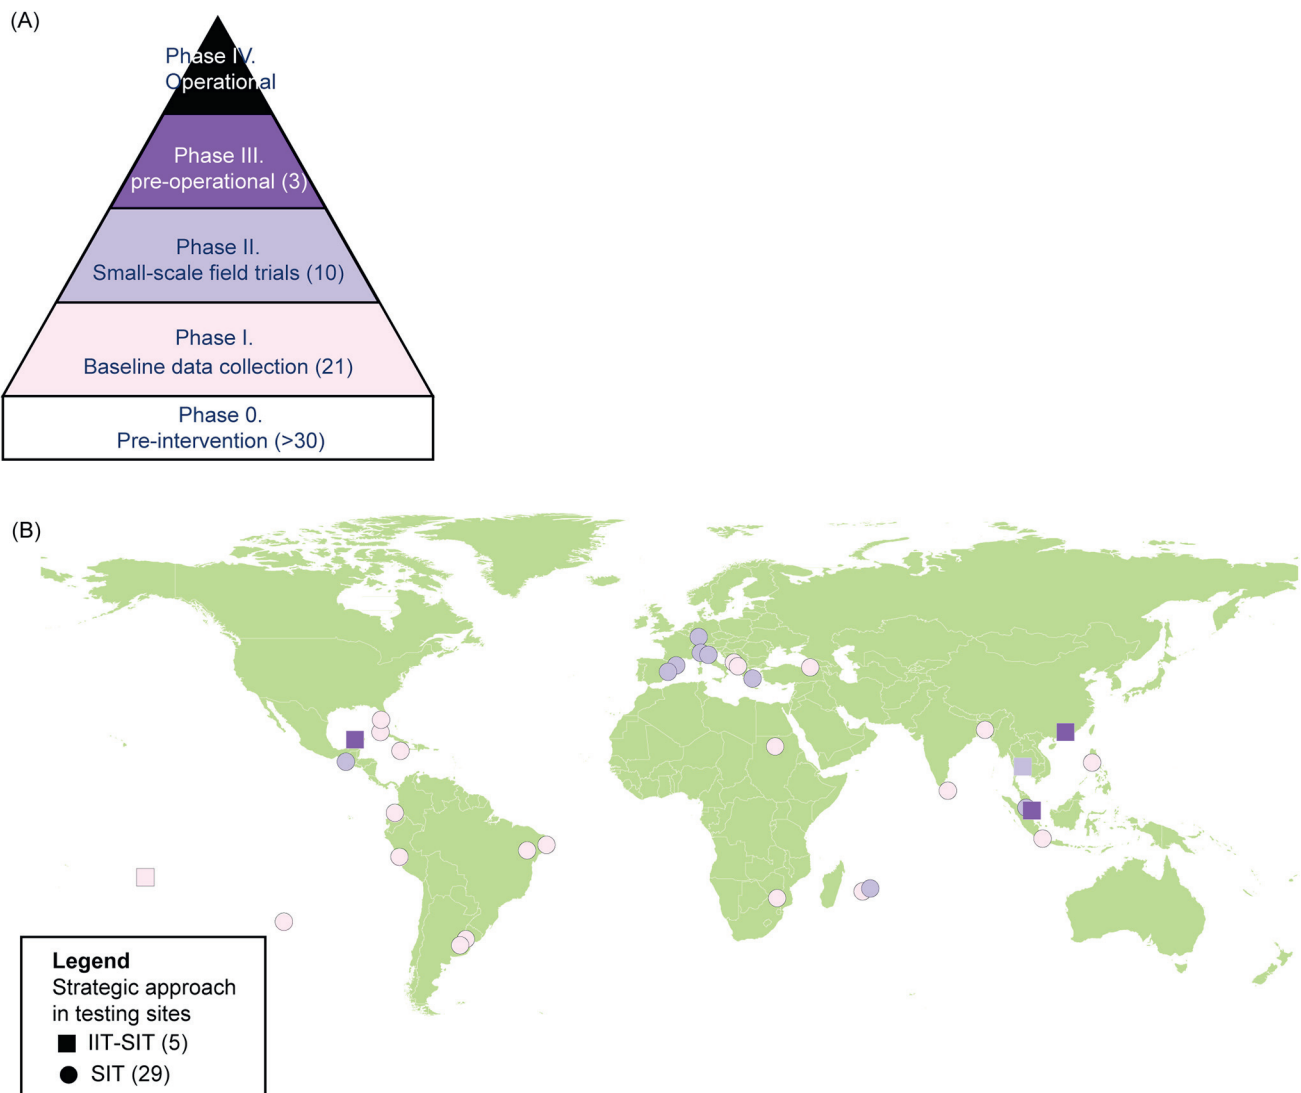 (A)
Phase IV.
Operational
Phase III.
pre-operational (3)
Phase II.
Small-scale field trials (10)
Phase I.
Baseline data collection (21)
Phase 0.
Pre-intervention (>30)
(B)
Legend
Strategic approach
in testing sites
IIT-SIT (5)
SIT (29)